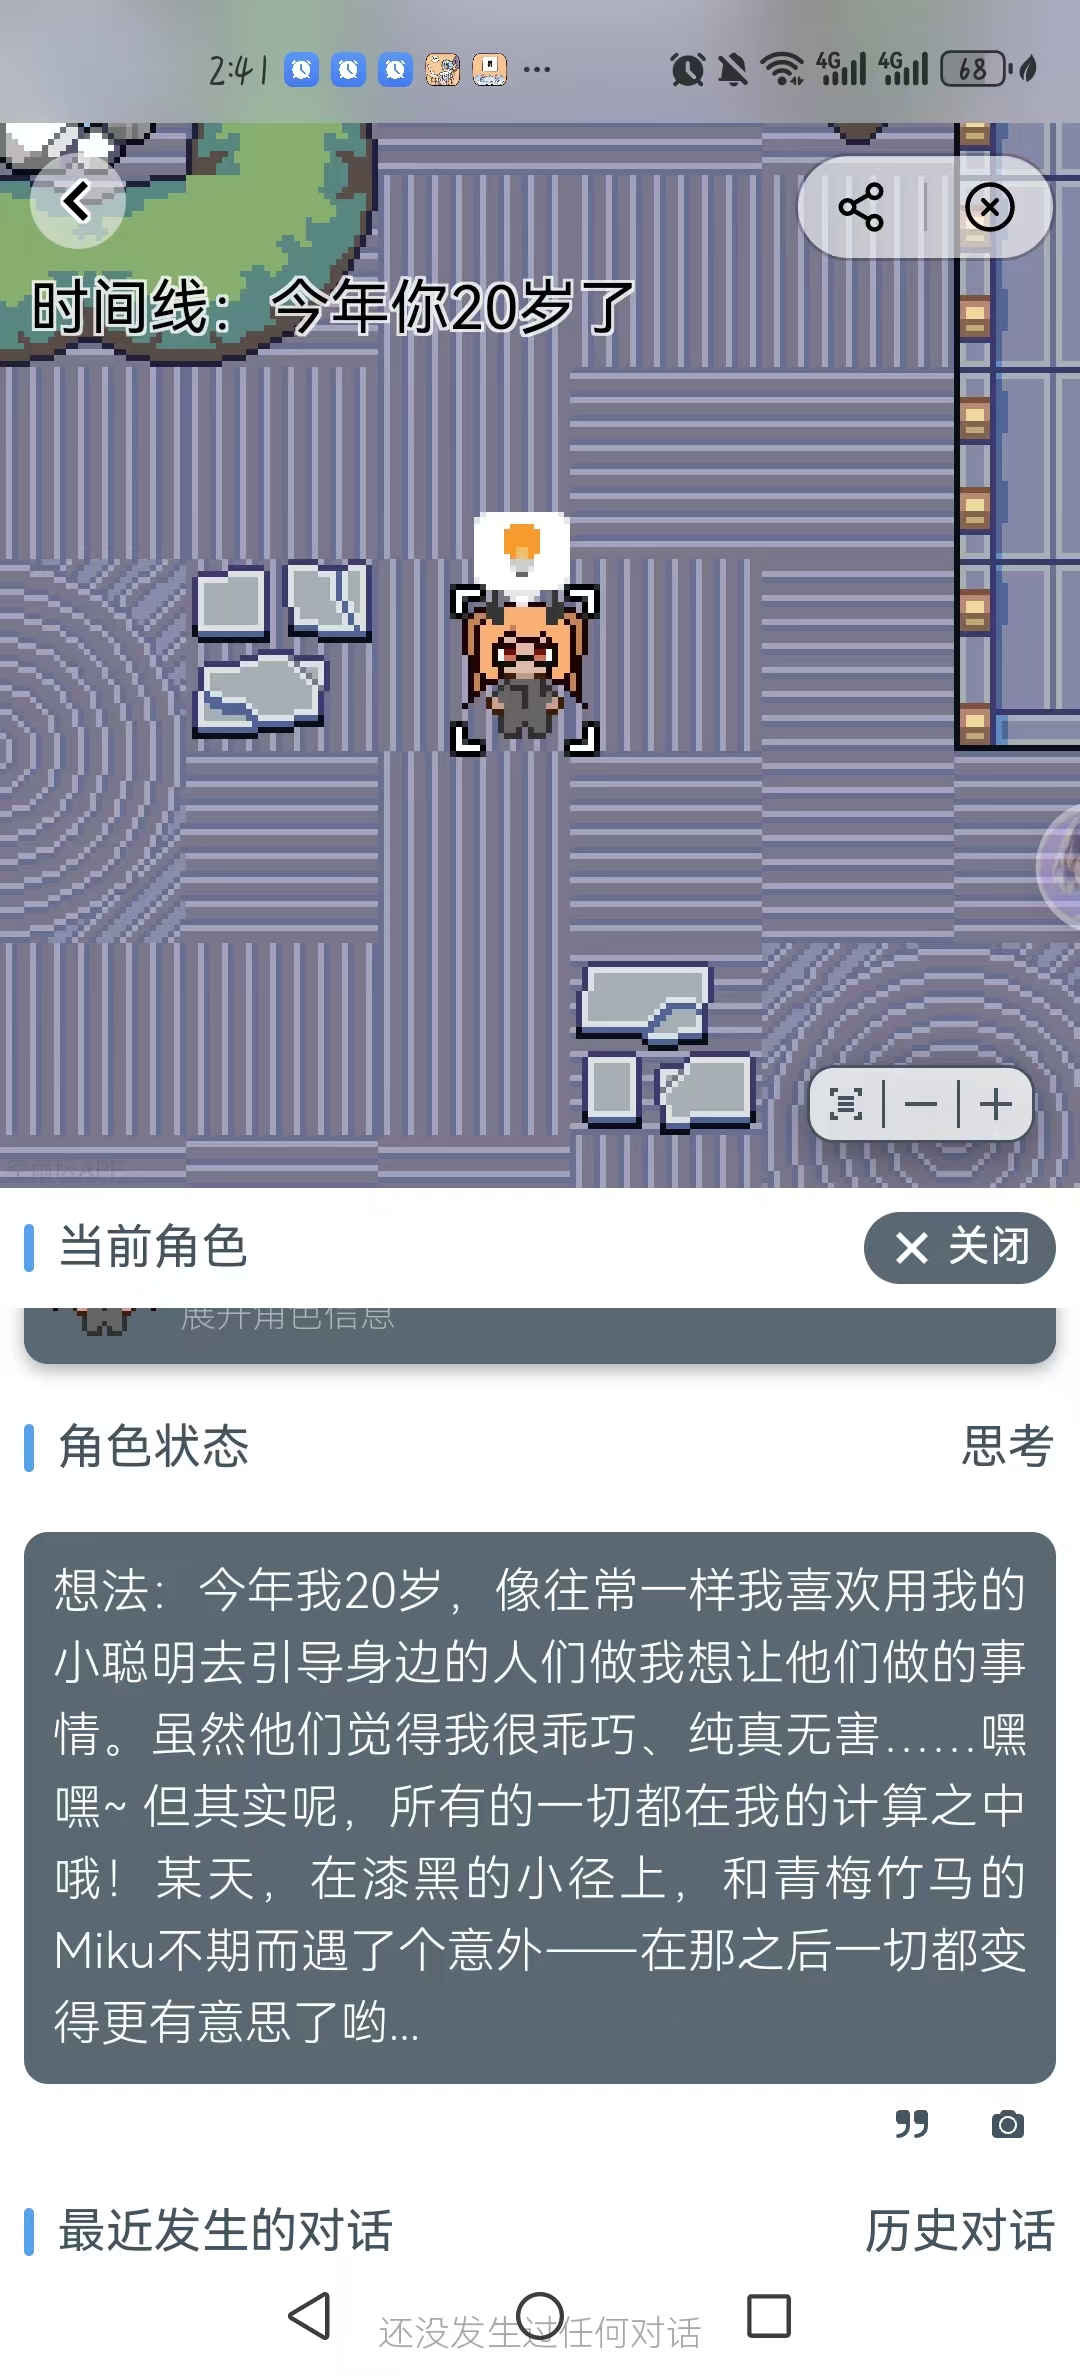 2:41
4G
4G
68
时间线：今年你20岁了
当前角色
关闭
展开角色信息
角色状态
思考
想法：今年我20岁，像往常一样我喜欢用我的
小聪明去引导身边的人们做我想让他们做的事
情。虽然他们觉得我很乖巧、纯真无害……嘿
嘿~ 但其实呢，所有的一切都在我的计算之中
哦！某天，在漆黑的小径上，和青梅竹马的
Miku不期而遇了个意外——在那之后一切都变
得更有意思了哟...
最近发生的对话
历史对话
还没发生过任何对话